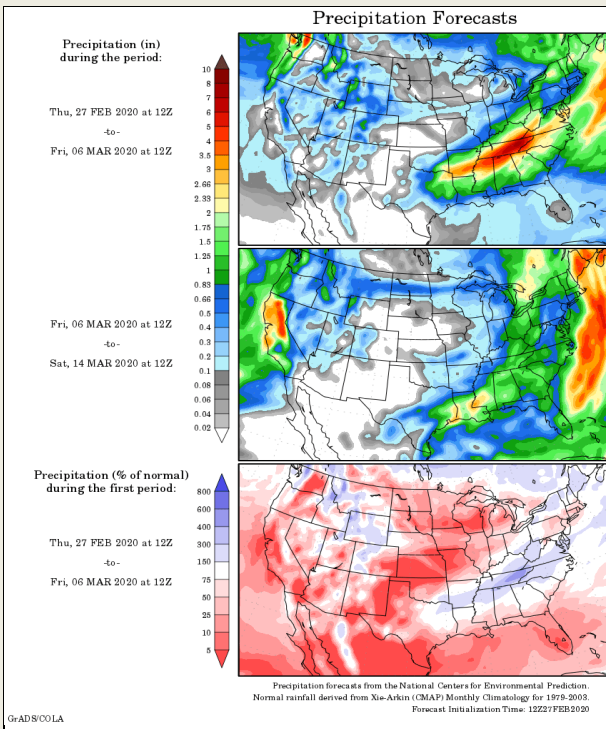 Precipitation Forecasts
Precipitation (in)
during the period:
Thu, 27 FEB 2020 at 12Z
-to-
Fri, 06 MAR 2020 at 12Z
10
8
7
6
5
4
3.5
3
2.66
2.33
2
1.75
1.5
1.25
1
0.83
0.66
0.5
0.4
0.3
0.2
0.1
0.08
0.06
0.04
0.02
Fri, 06 MAR 2020 at 12Z
-to-
Sat, 14 MAR 2020 at 12Z
Precipitation (% of normal)
during the first period:
Thu, 27 FEB 2020 at 12Z
-to-
Fri, 06 MAR 2020 at 12Z
800
600
400
300
150
75
50
25
10
5
Precipitation forecasts from the National Centers for Environmental Prediction.
Normal rainfall derived from Xie-Arkin (CMAP) Monthly Climatology for 1979-2003.
Forecast Initialization Time: 12Z27FEB2020
GrADS/COLA